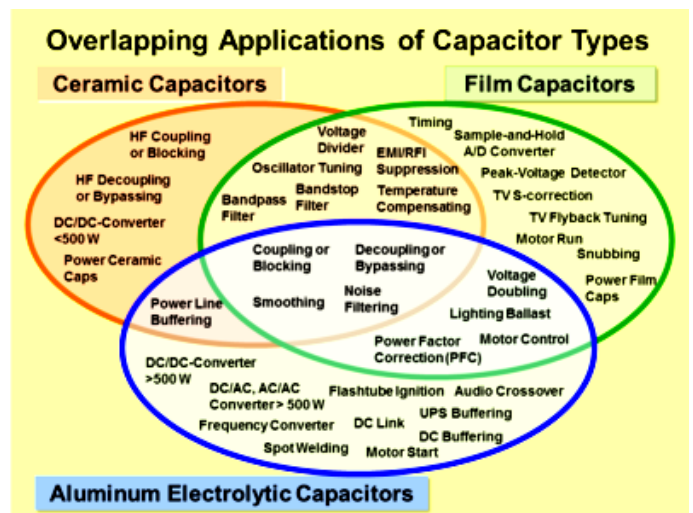 Overlapping Applications of Capacitor Types
Ceramic Capacitors
Film Capacitors
HF Coupling
or Blocking
HF Decoupling
or Bypassing
DC/DC-Converter
<500 W
Power Ceramic
Caps
Voltage
Divider
Oscillator Tuning
Bandpass
Filter
Bandstop
Filter
EMI/RFI
Suppression
Temperature
Compensating
Timing
Sample-and-Hold
A/D Converter
Peak-Voltage Detector
TV S-correction
TV Flyback Tuning
Motor Run
Snubbing
Power Film
Caps
Coupling or
Blocking
Decoupling or
Bypassing
Smoothing
Noise
Filtering
Power Line
Buffering
Voltage
Doubling
Lighting Ballast
Power Factor
Correction (PFC)
Motor Control
DC/DC-Converter
>500 W
DC/AC, AC/AC
Converter > 500 W
Flashtube Ignition
Audio Crossover
Frequency Converter
DC Link
UPS Buffering
DC Buffering
Spot Welding
Motor Start
Aluminum Electrolytic Capacitors